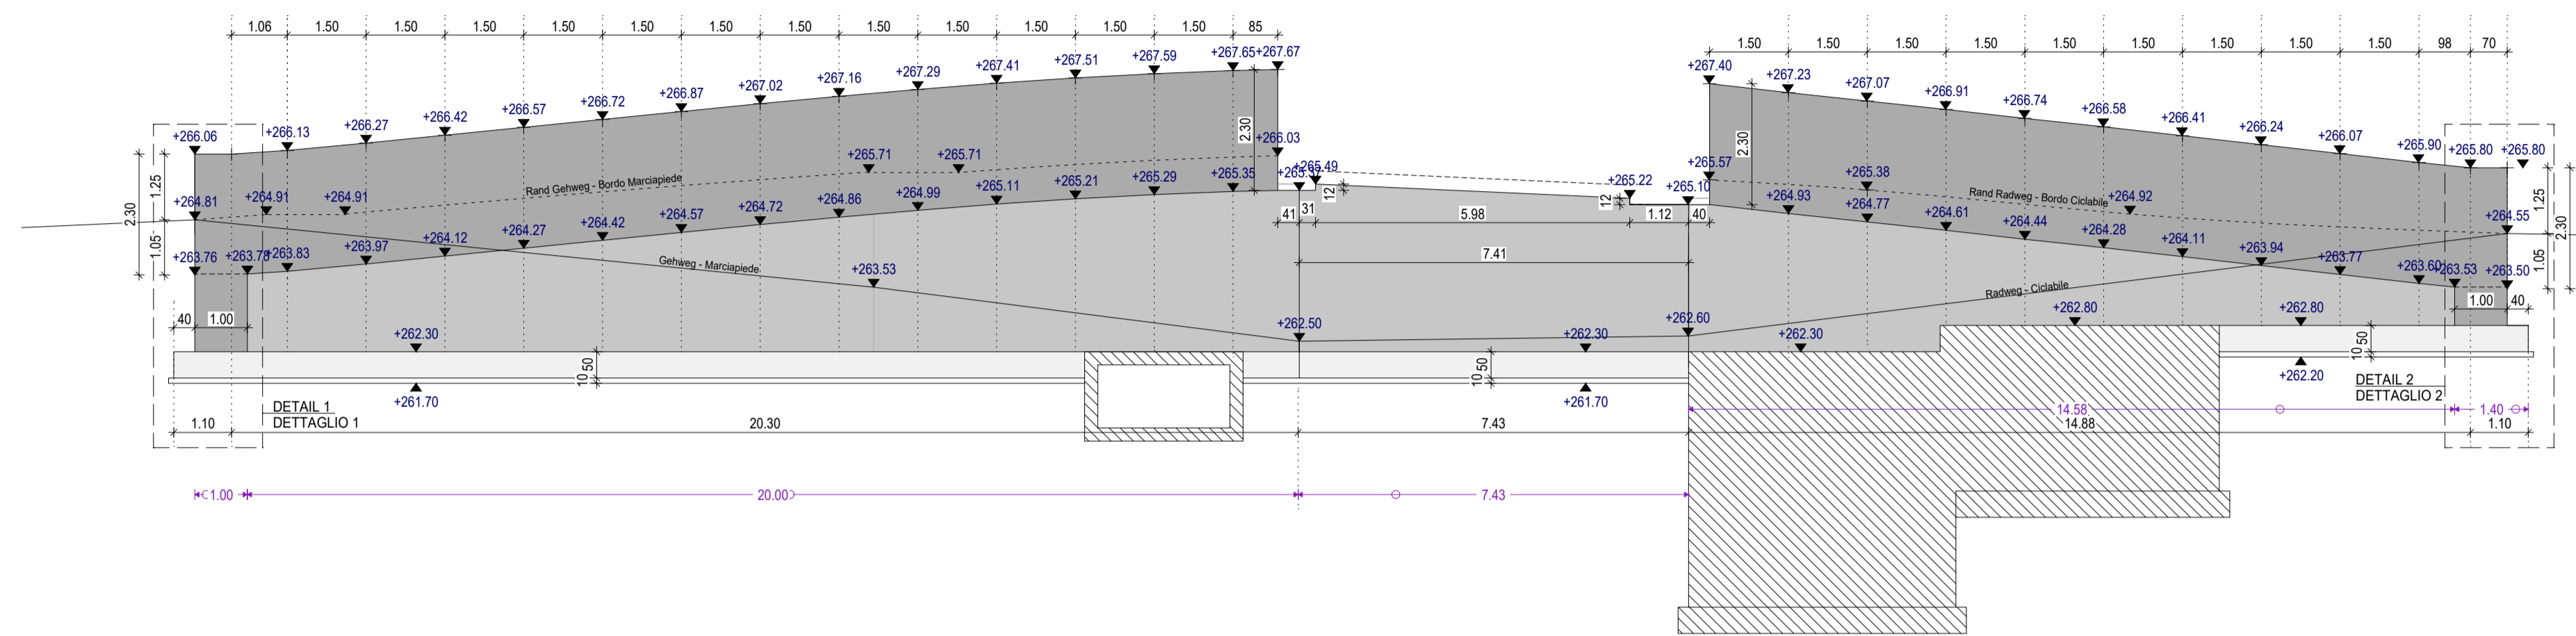 1.06 1.50 1.50 1.50 1.50 1.50 1.50 1.50 1.50 1.50 1.50 1.50 1.50 85
1.50 1.50 1.50 1.50 1.50 1.50 1.50 1.50 1.50 98 70
+266.06 +266.13 +266.27 +266.42 +266.57 +266.72 +266.87 +267.02 +267.16 +267.29 +267.41 +267.51 +267.59 +267.65 +267.67
+267.40 +267.23 +267.07 +266.91 +266.74 +266.58 +266.41 +266.24 +266.07 +265.90 +265.80 +265.80
2.30
+266.03
2.30
+265.71 +265.71
Rand Gehweg - Bordo Marciapiede
+265.49
12
+265.22
12
+265.10
+265.57
+265.38
Rand Radweg - Bordo Ciclabile
+264.92
+264.55
2.30
1.25
1.05
+264.81 +264.91 +264.91
1.25
1.05
2.30
+263.76 +263.78 +263.83 +263.97 +264.12 +264.27 +264.42 +264.57 +264.72 +264.86 +264.99 +265.11 +265.21 +265.29 +265.35
41 31 5.98 1.12 40
7.41
+264.93 +264.77 +264.61 +264.44 +264.28 +264.11 +263.94 +263.77 +263.60 +263.53 +263.50
Gehweg - Marciapiede
+263.53
Radweg - Ciclabile
40 1.00
1.00 40
+262.30 +262.50 +262.30 +262.60 +262.30 +262.80 +262.80
10 50
10 50
10 50
+261.70 +261.70 +262.20
DETAIL 1
DETTAGLIO 1
DETAIL 2
DETTAGLIO 2
14.58 1.40
1.10 20.30 7.43 14.88 1.10
1.00 20.00 7.43